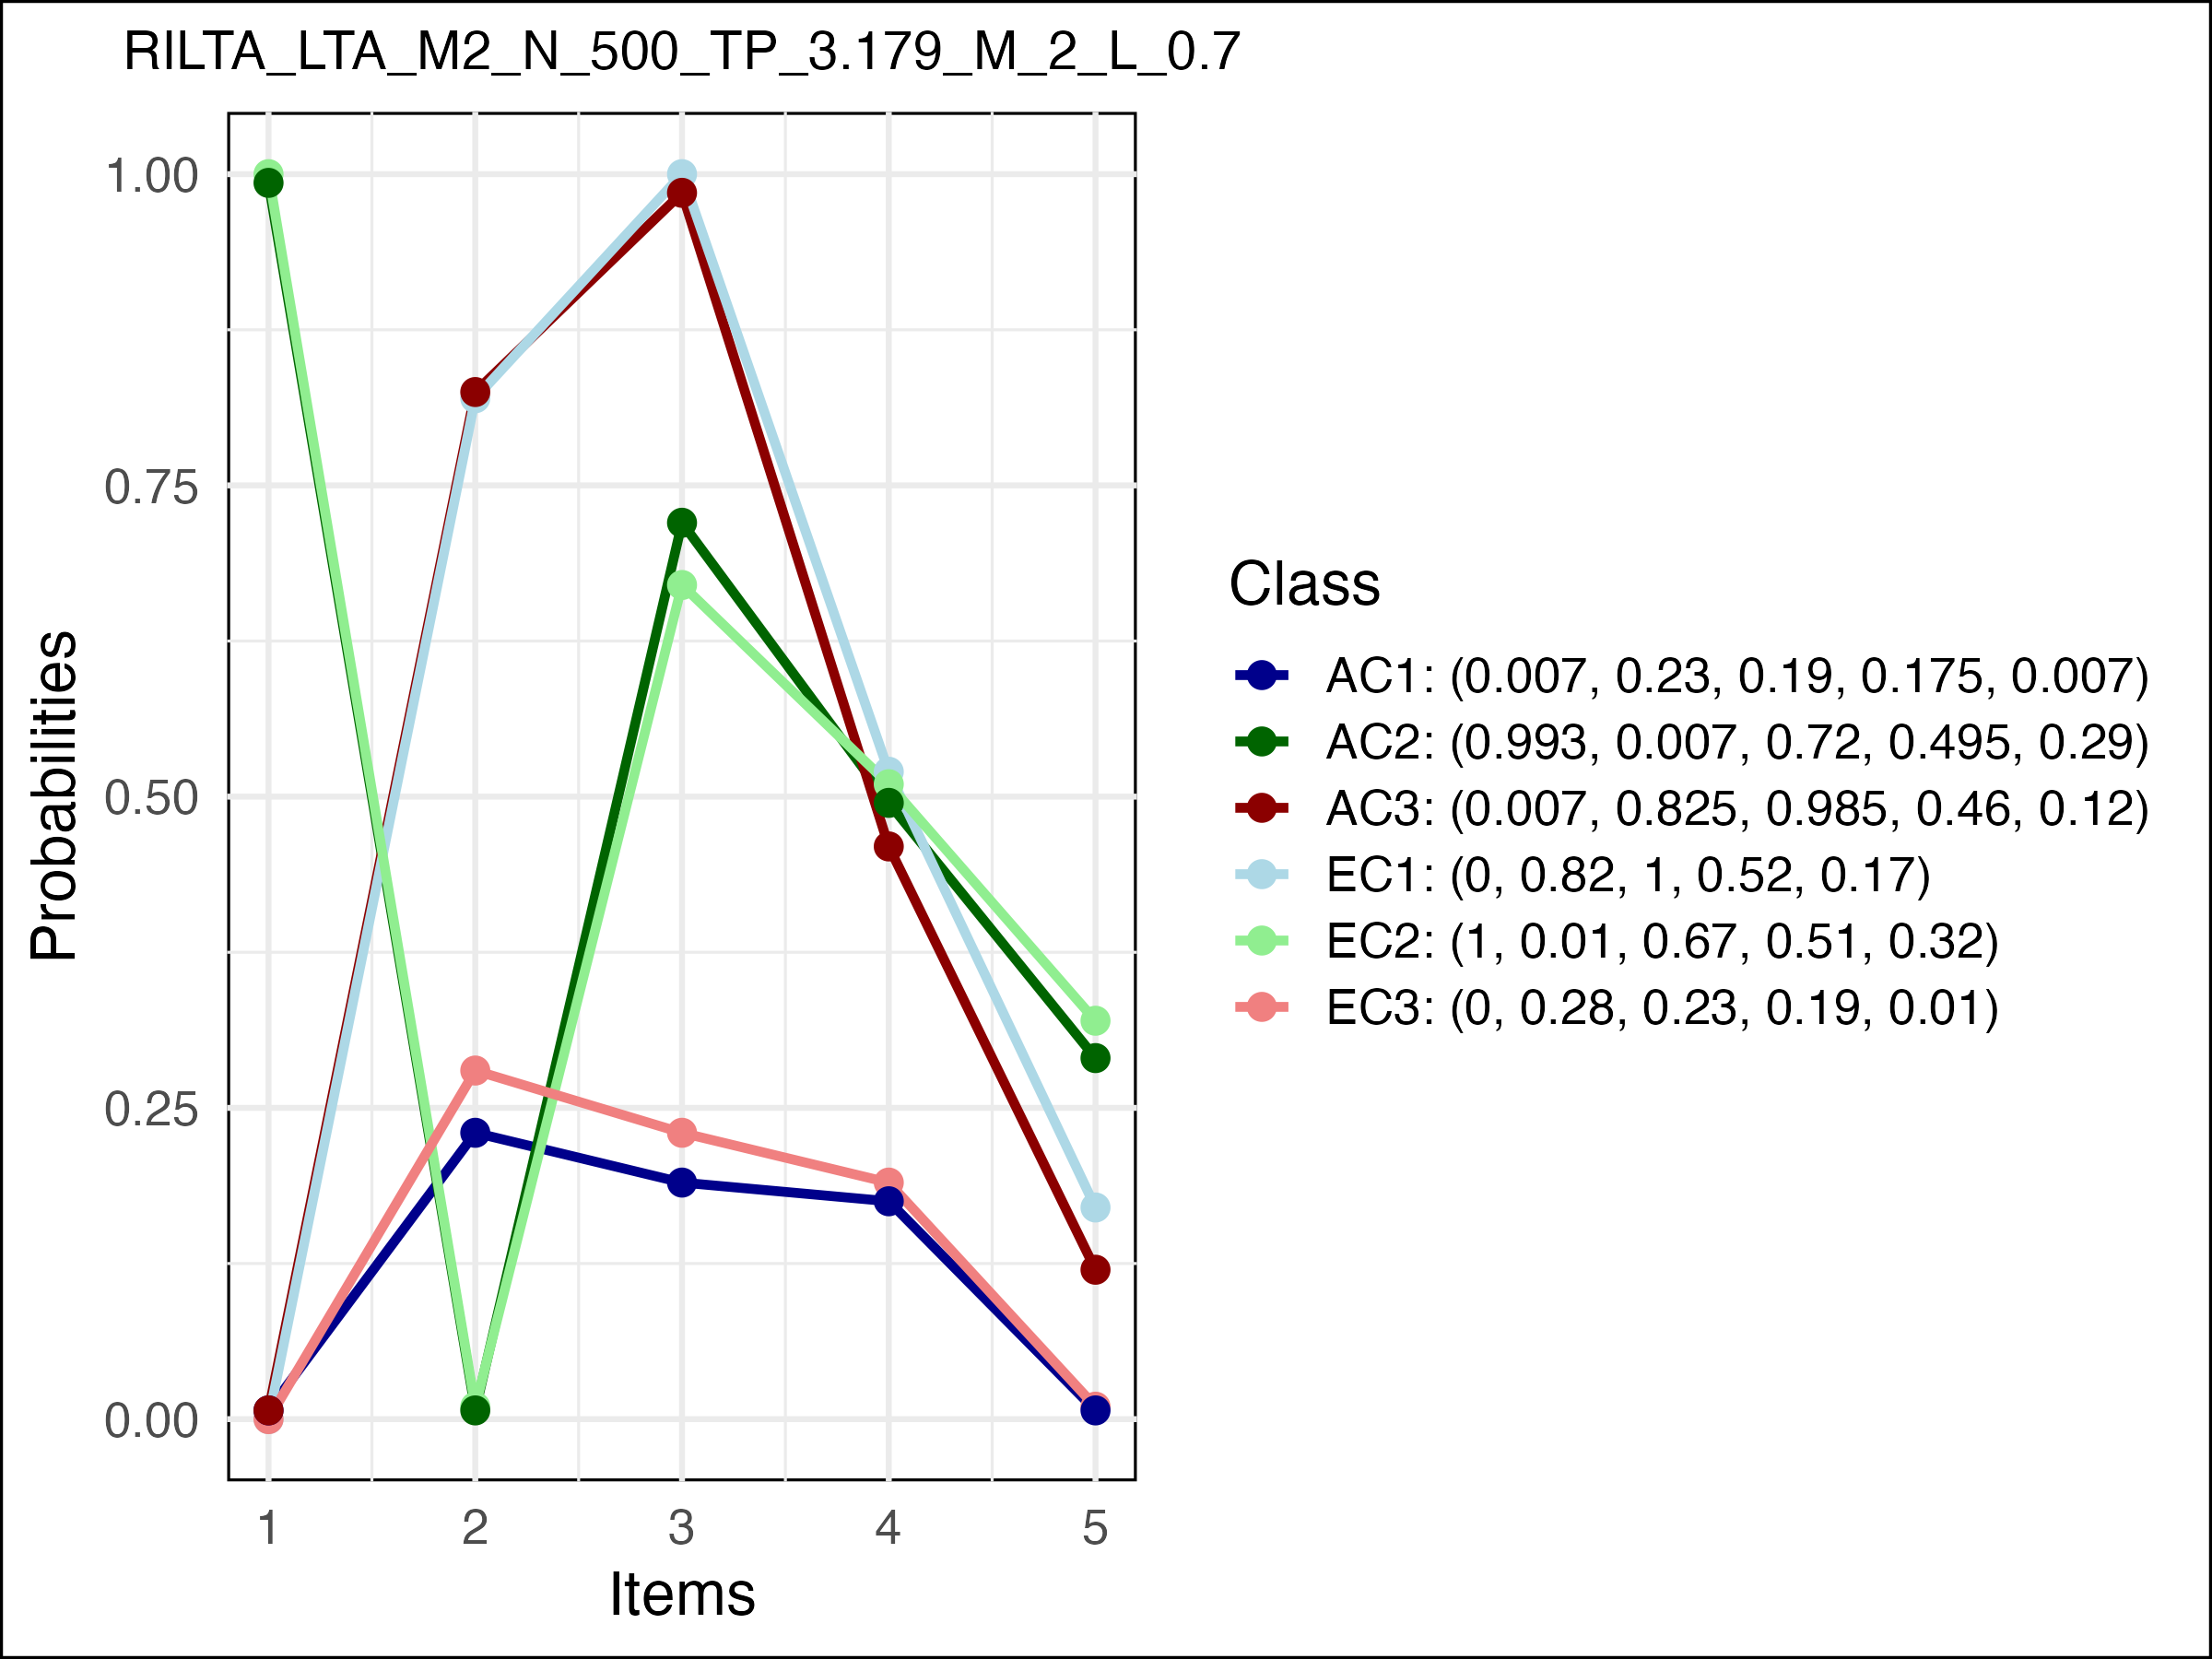 RILTA_LTA_M2_N_500_TP_3.179_M_2_L_0.7
1.00
0.75
0.50
0.25
0.00
Probabilities
1 2 3 4 5
Items
Class
AC1: (0.007, 0.23, 0.19, 0.175, 0.007)
AC2: (0.993, 0.007, 0.72, 0.495, 0.29)
AC3: (0.007, 0.825, 0.985, 0.46, 0.12)
EC1: (0, 0.82, 1, 0.52, 0.17)
EC2: (1, 0.01, 0.67, 0.51, 0.32)
EC3: (0, 0.28, 0.23, 0.19, 0.01)